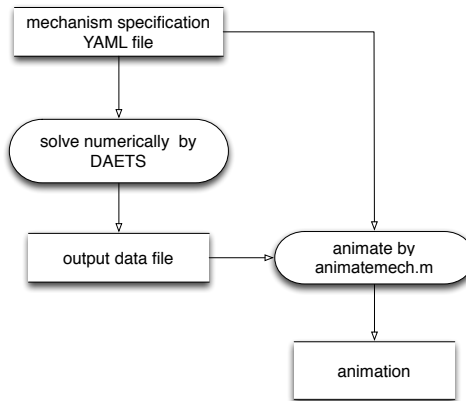 mechanism specification
YAML file
solve numerically by
DAETS
output data file
animate by
animatemech.m
animation